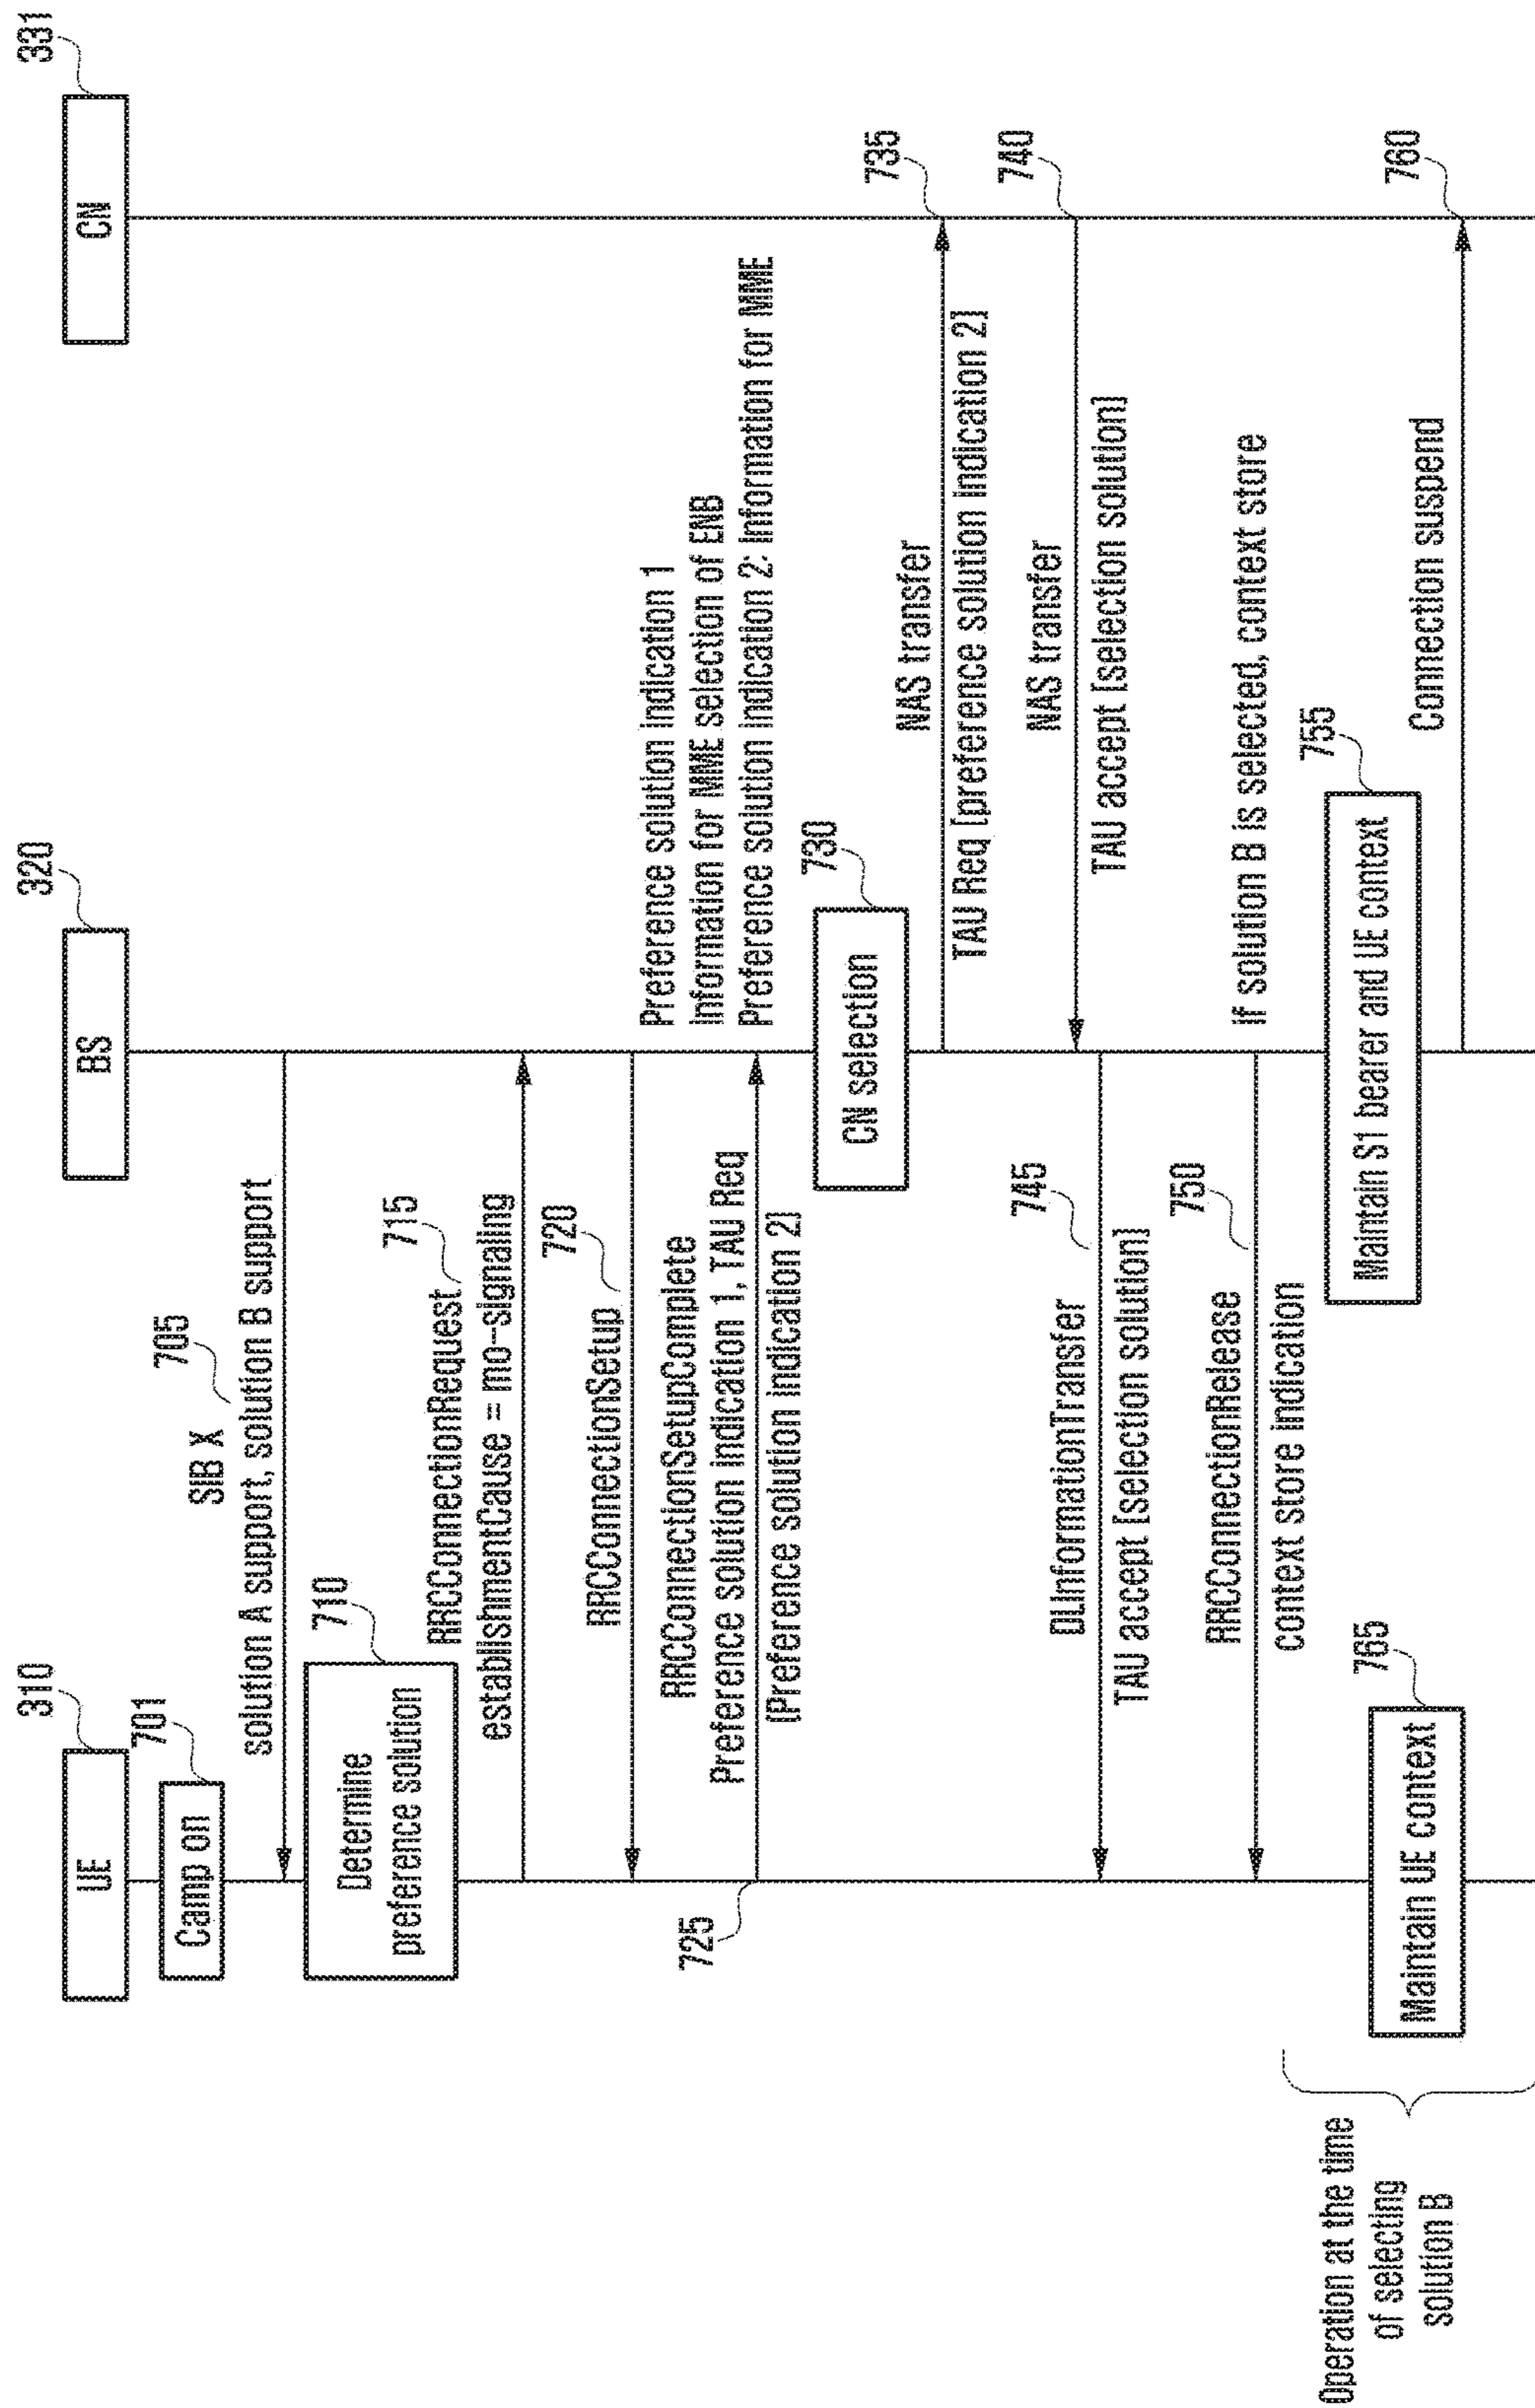 310
320
331
UE
BS
CN
701
Camp on
705
SIB X
solution A support, solution B support
710
Determine
preference solution
715
RRCConnectionRequest
establishmentCause = mo-signaling
720
RRCConnectionSetup
RRCConnectionSetupComplete
Preference solution indication 1, TAU Req
[Preference solution indication 2]
725
Preference solution indication 1
Information for MME selection of ENB
Preference solution indication 2: Information for MME
730
CN selection
735
NAS transfer
TAU Req [preference solution indication 2]
740
NAS transfer
TAU accept [selection solution]
745
DLInformationTransfer
TAU accept [selection solution]
750
RRCConnectionRelease
context store indication
If solution B is selected, context store
755
Maintain S1 bearer and UE context
760
Connection suspend
765
Maintain UE context
Operation at the time
of selecting
solution B